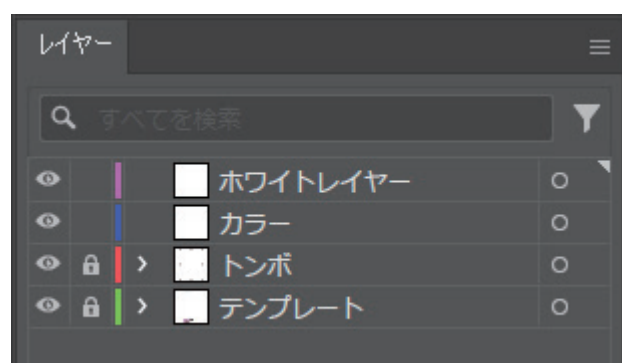 レイヤー
すべてを検索
ホワイトレイヤー
カラー
トンボ
テンプレート